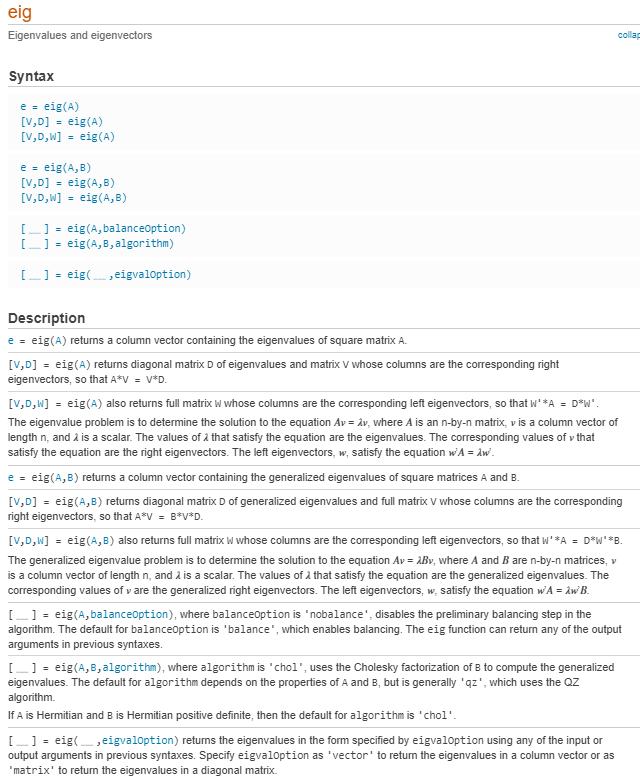 eig
Eigenvalues and eigenvectors
collap
Syntax
e = eig(A)
[V,D] = eig(A)
[V,D,W] = eig(A)
e = eig(A,B)
[V,D] = eig(A,B)
[V,D,W] = eig(A,B)
[ __ ] = eig(A,balanceOption)
[ __ ] = eig(A,B,algorithm)
[ __ ] = eig( __ ,eigvalOption)
Description
e = eig(A) returns a column vector containing the eigenvalues of square matrix A.
[V,D] = eig(A) returns diagonal matrix D of eigenvalues and matrix V whose columns are the corresponding right
eigenvectors, so that A*V = V*D.
[V,D,W] = eig(A) also returns full matrix W whose columns are the corresponding left eigenvectors, so that W'*A = D*W'.
The eigenvalue problem is to determine the solution to the equation Av = λv, where A is an n-by-n matrix, v is a column vector of
length n, and λ is a scalar. The values of λ that satisfy the equation are the eigenvalues. The corresponding values of v that
satisfy the equation are the right eigenvectors. The left eigenvectors, w, satisfy the equation w'A = λw'.
e = eig(A,B) returns a column vector containing the generalized eigenvalues of square matrices A and B.
[V,D] = eig(A,B) returns diagonal matrix D of generalized eigenvalues and full matrix V whose columns are the corresponding
right eigenvectors, so that A*V = B*V*D.
[V,D,W] = eig(A,B) also returns full matrix W whose columns are the corresponding left eigenvectors, so that W'*A = D*W'*B.
The generalized eigenvalue problem is to determine the solution to the equation Av = λBv, where A and B are n-by-n matrices, v
is a column vector of length n, and λ is a scalar. The values of λ that satisfy the equation are the generalized eigenvalues. The
corresponding values of v are the generalized right eigenvectors. The left eigenvectors, w, satisfy the equation w'A = λw'B.
[ __ ] = eig(A,balanceOption), where balanceOption is 'nobalance', disables the preliminary balancing step in the
algorithm. The default for balanceOption is 'balance', which enables balancing. The eig function can return any of the output
arguments in previous syntaxes.
[ __ ] = eig(A,B,algorithm), where algorithm is 'chol', uses the Cholesky factorization of B to compute the generalized
eigenvalues. The default for algorithm depends on the properties of A and B, but is generally 'qz', which uses the QZ
algorithm.
If A is Hermitian and B is Hermitian positive definite, then the default for algorithm is 'chol'.
[ __ ] = eig( __ ,eigvalOption) returns the eigenvalues in the form specified by eigvalOption using any of the input or
output arguments in previous syntaxes. Specify eigvalOption as 'vector' to return the eigenvalues in a column vector or as
'matrix' to return the eigenvalues in a diagonal matrix.